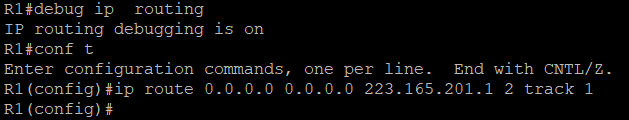 R1#debug ip  routing
IP routing debugging is on
R1#conf t
Enter configuration commands, one per line.  End with CNTL/Z.
R1(config)#ip route 0.0.0.0 0.0.0.0 223.165.201.1 2 track 1
R1(config)#